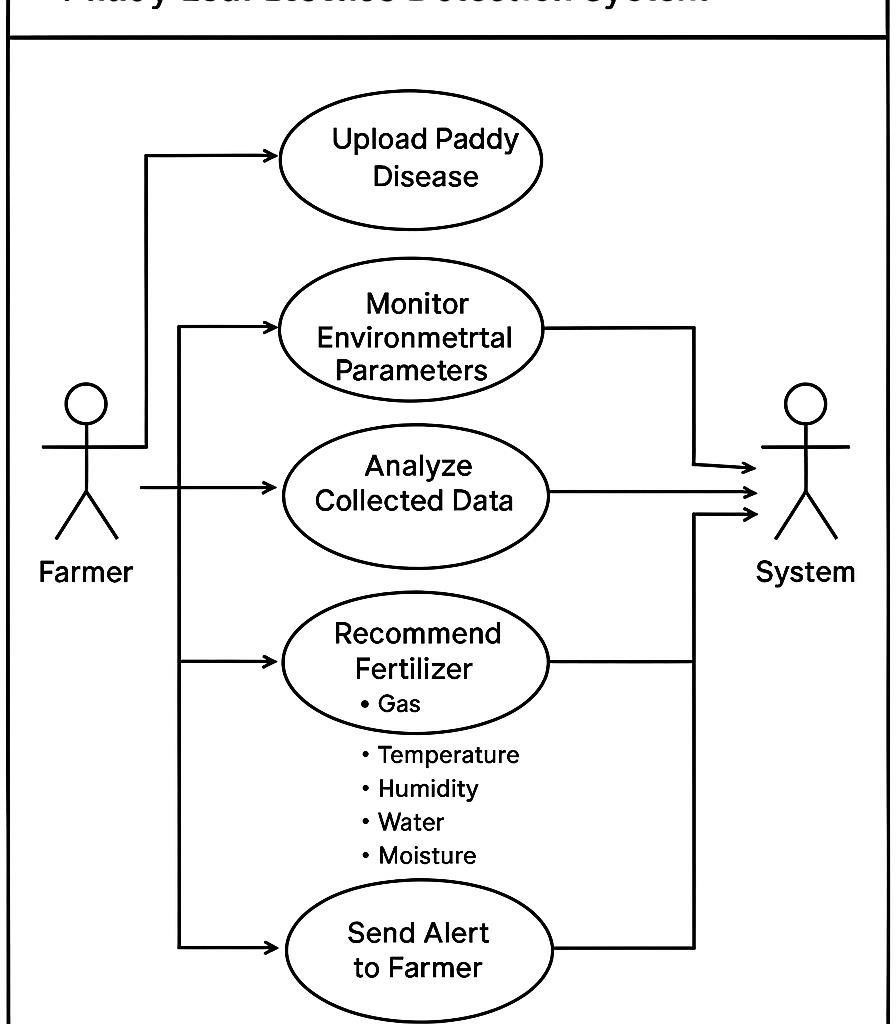 Upload Paddy
Disease
Monitor
Environmetrtal
Parameters
Analyze
Collected Data
Farmer
System
Recommend
Fertilizer
• Gas
• Temperature
• Humidity
• Water
• Moisture
Send Alert
to Farmer